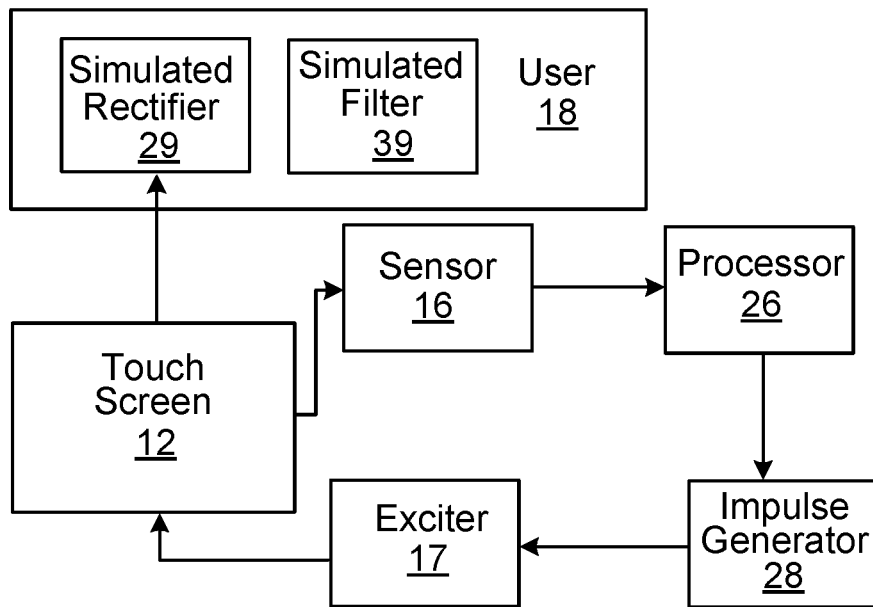 Simulated
Rectifier
29
Simulated
Filter
39
User
18
Sensor
16
Processor
26
Touch
Screen
12
Exciter
17
Impulse
Generator
28